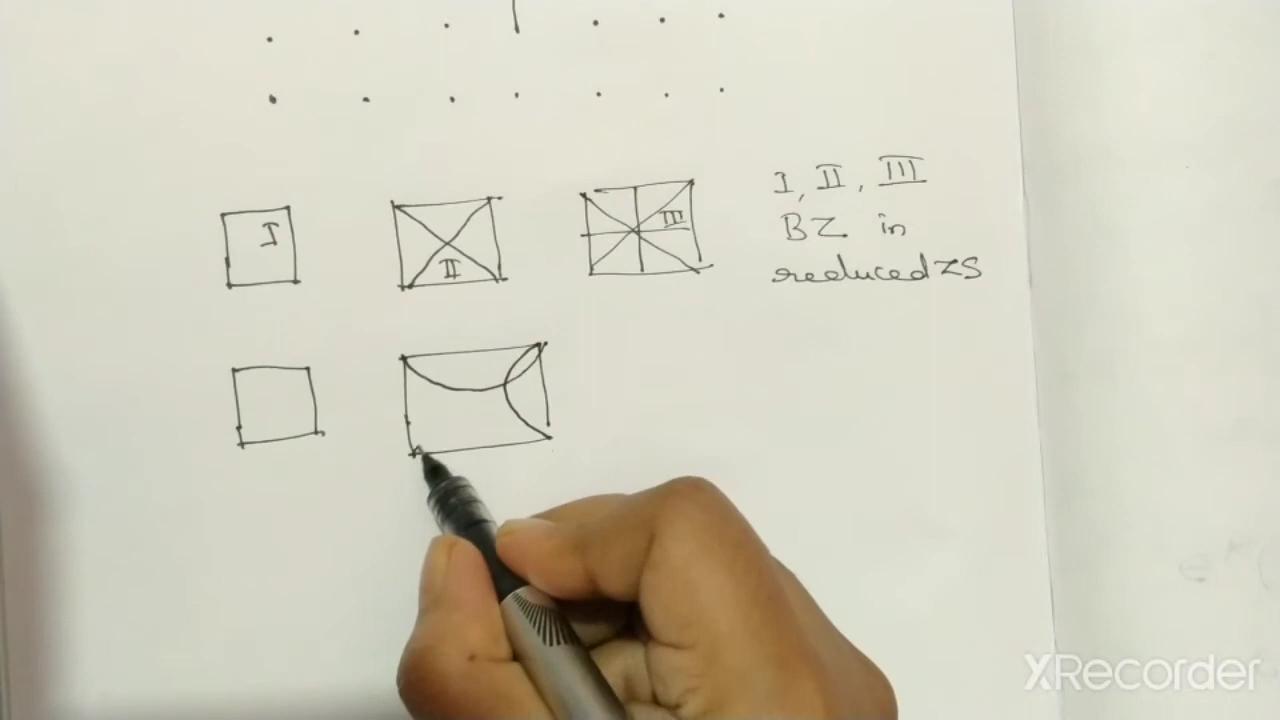 I
II
III
I, II, III
BZ in
reduced ZS
XRecorder